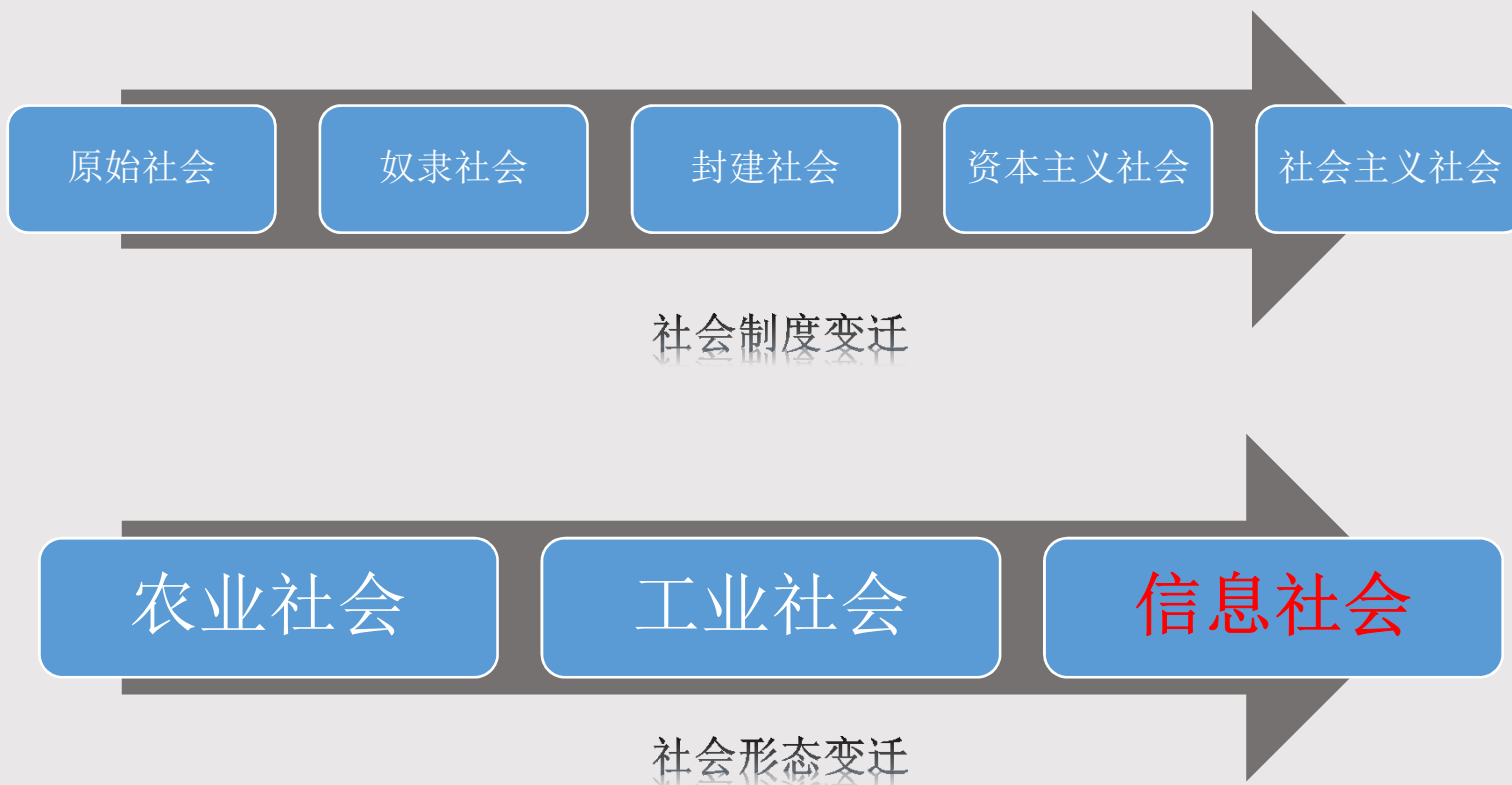 原始社会
奴隶社会
封建社会
资本主义社会
社会主义社会
社会制度变迁
农业社会
工业社会
信息社会
社会形态变迁